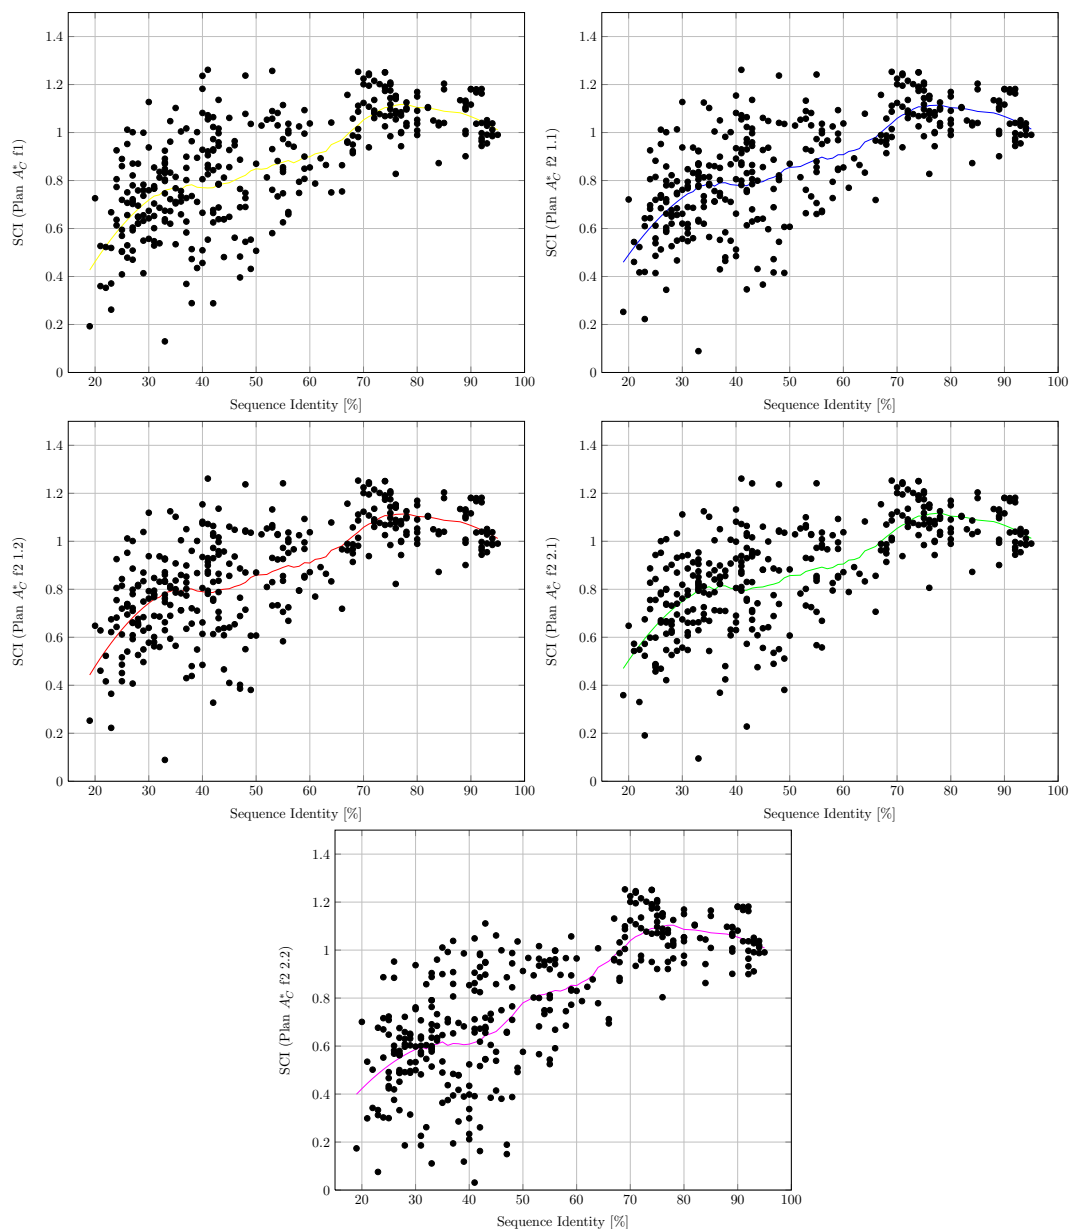 1.4
1.2
1
0.8
0.6
0.4
0.2
0
SCI (Plan A*_C f1)
20 30 40 50 60 70 80 90 100
Sequence Identity [%]
1.4
1.2
1
0.8
0.6
0.4
0.2
0
SCI (Plan A*_C f2 1.1)
20 30 40 50 60 70 80 90 100
Sequence Identity [%]
1.4
1.2
1
0.8
0.6
0.4
0.2
0
SCI (Plan A*_C f2 1.2)
20 30 40 50 60 70 80 90 100
Sequence Identity [%]
1.4
1.2
1
0.8
0.6
0.4
0.2
0
SCI (Plan A*_C f2 2.1)
20 30 40 50 60 70 80 90 100
Sequence Identity [%]
1.4
1.2
1
0.8
0.6
0.4
0.2
0
SCI (Plan A*_C f2 2.2)
20 30 40 50 60 70 80 90 100
Sequence Identity [%]